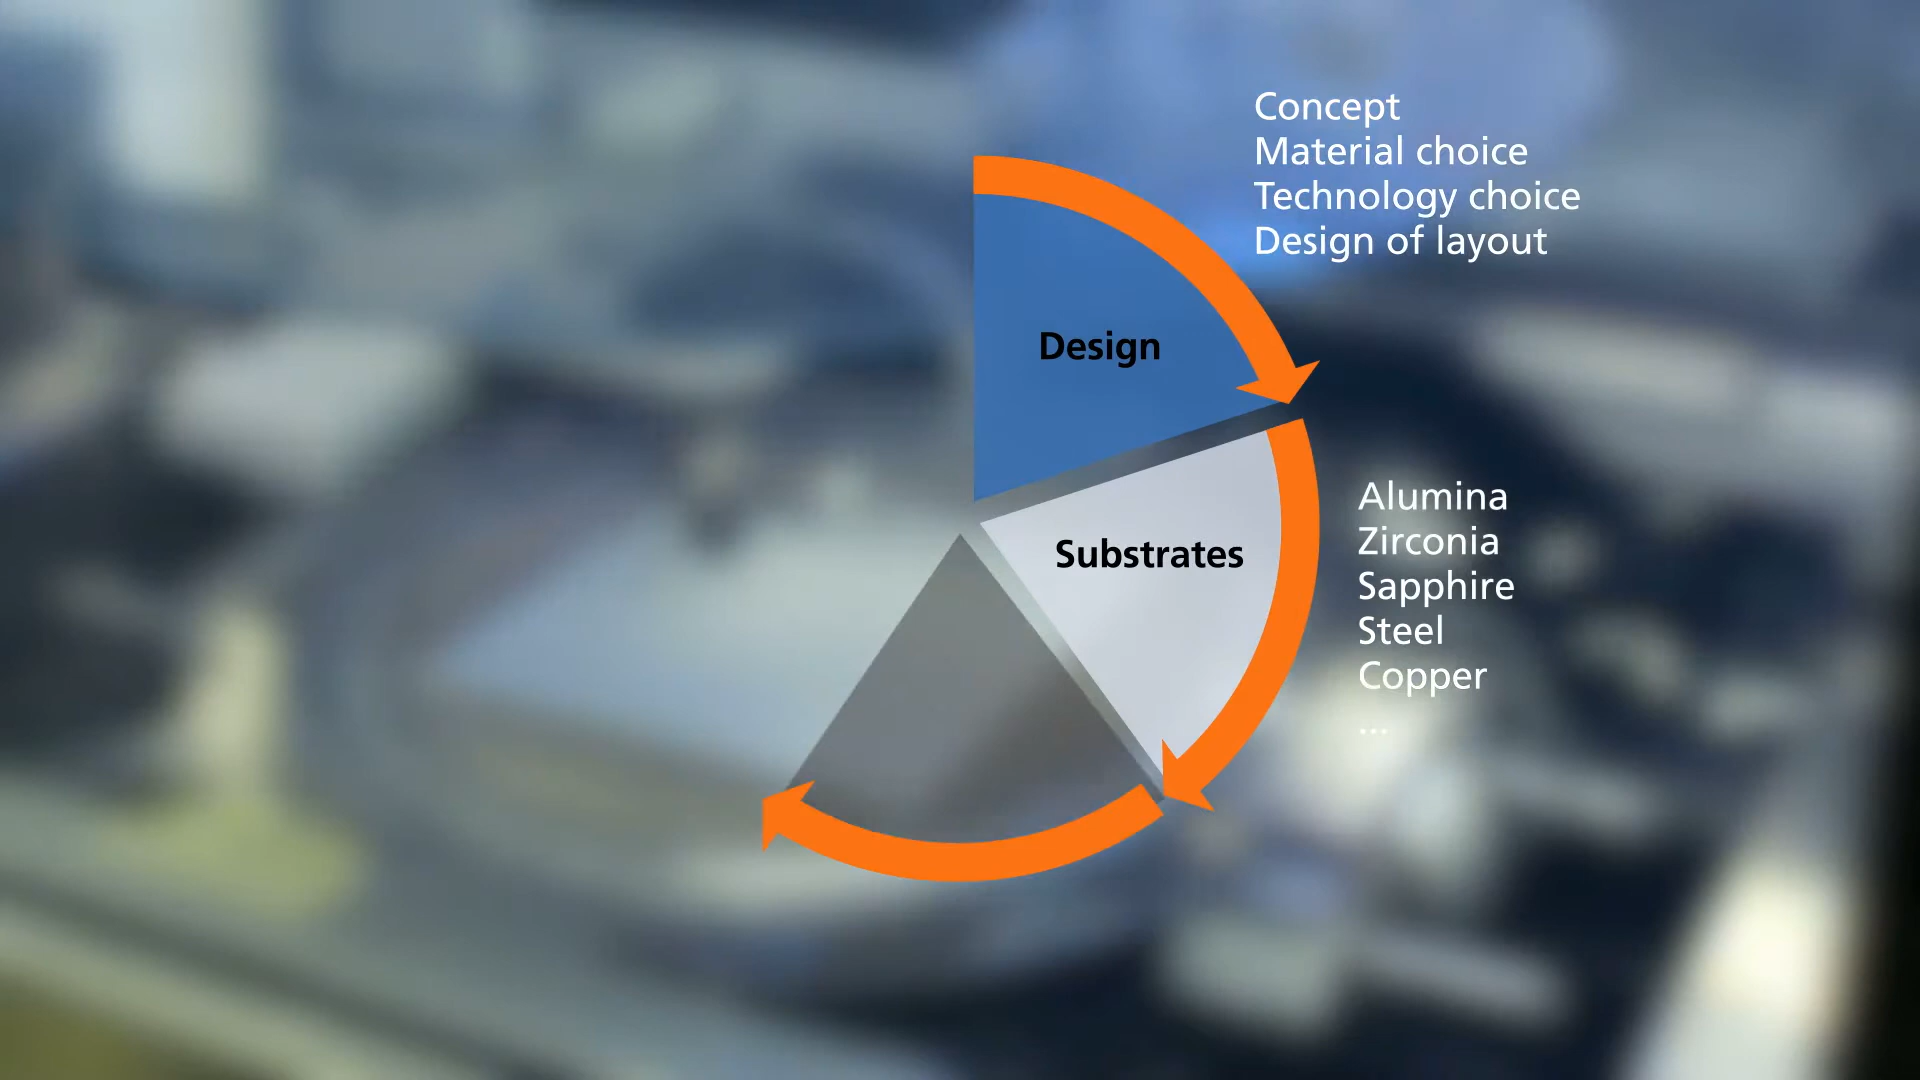 Concept
Material choice
Technology choice
Design of layout
Design
Substrates
Alumina
Zirconia
Sapphire
Steel
Copper
...